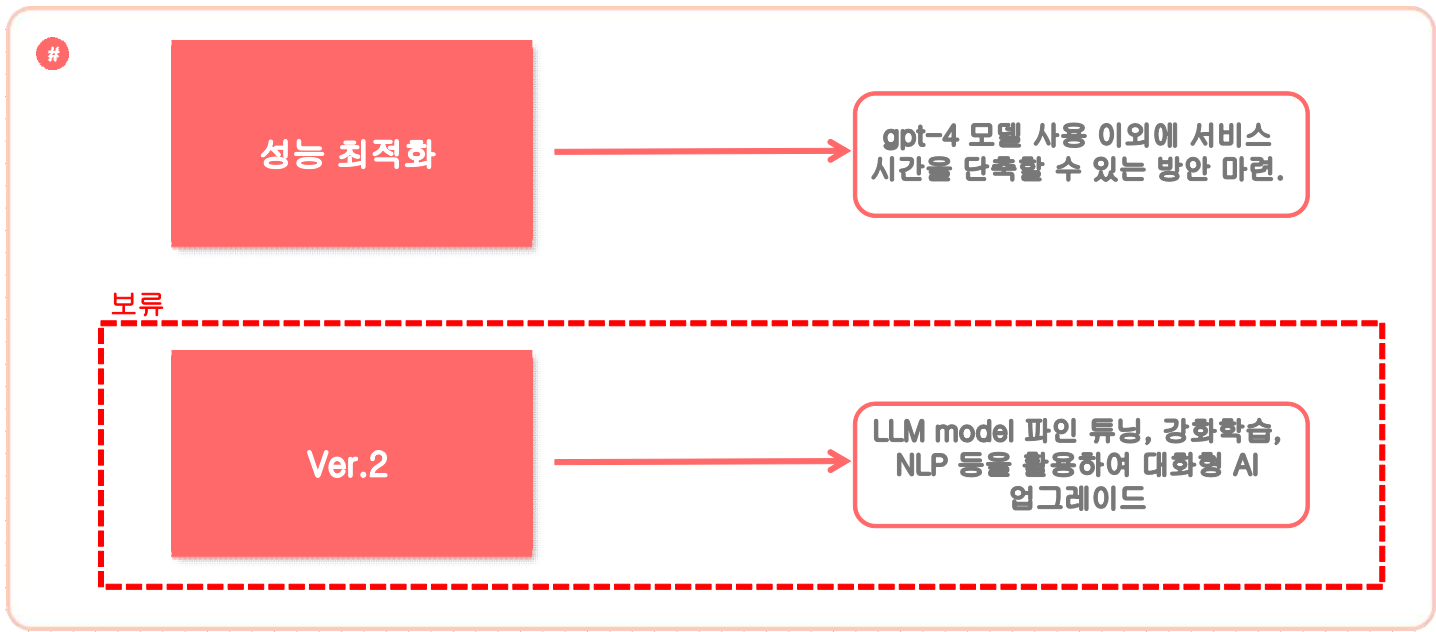 #
성능 최적화
gpt-4 모델 사용 이외에 서비스
시간을 단축할 수 있는 방안 마련.
보류
Ver.2
LLM model 파인 튜닝, 강화학습,
NLP 등을 활용하여 대화형 AI
업그레이드